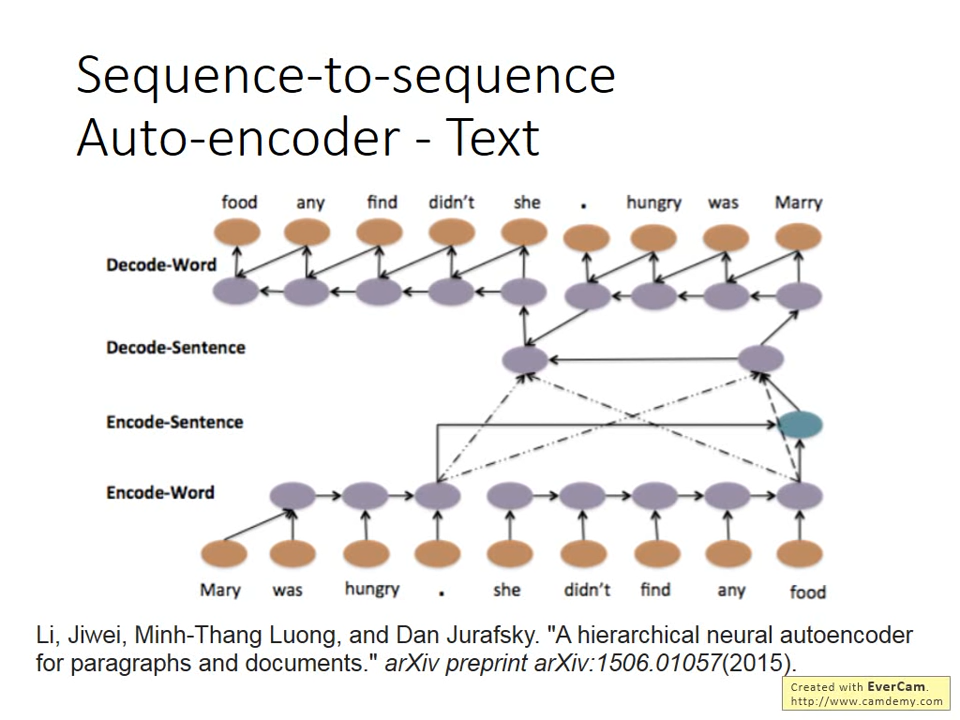 Sequence-to-sequence
Auto-encoder - Text
food any find didn't she . hungry was Marry
Decode-Word
Decode-Sentence
Encode-Sentence
Encode-Word
Mary was hungry . she didn't find any food
Li, Jiwei, Minh-Thang Luong, and Dan Jurafsky. "A hierarchical neural autoencoder
for paragraphs and documents." arXiv preprint arXiv:1506.01057(2015).
Created with EverCam.
http://www.camdemy.com